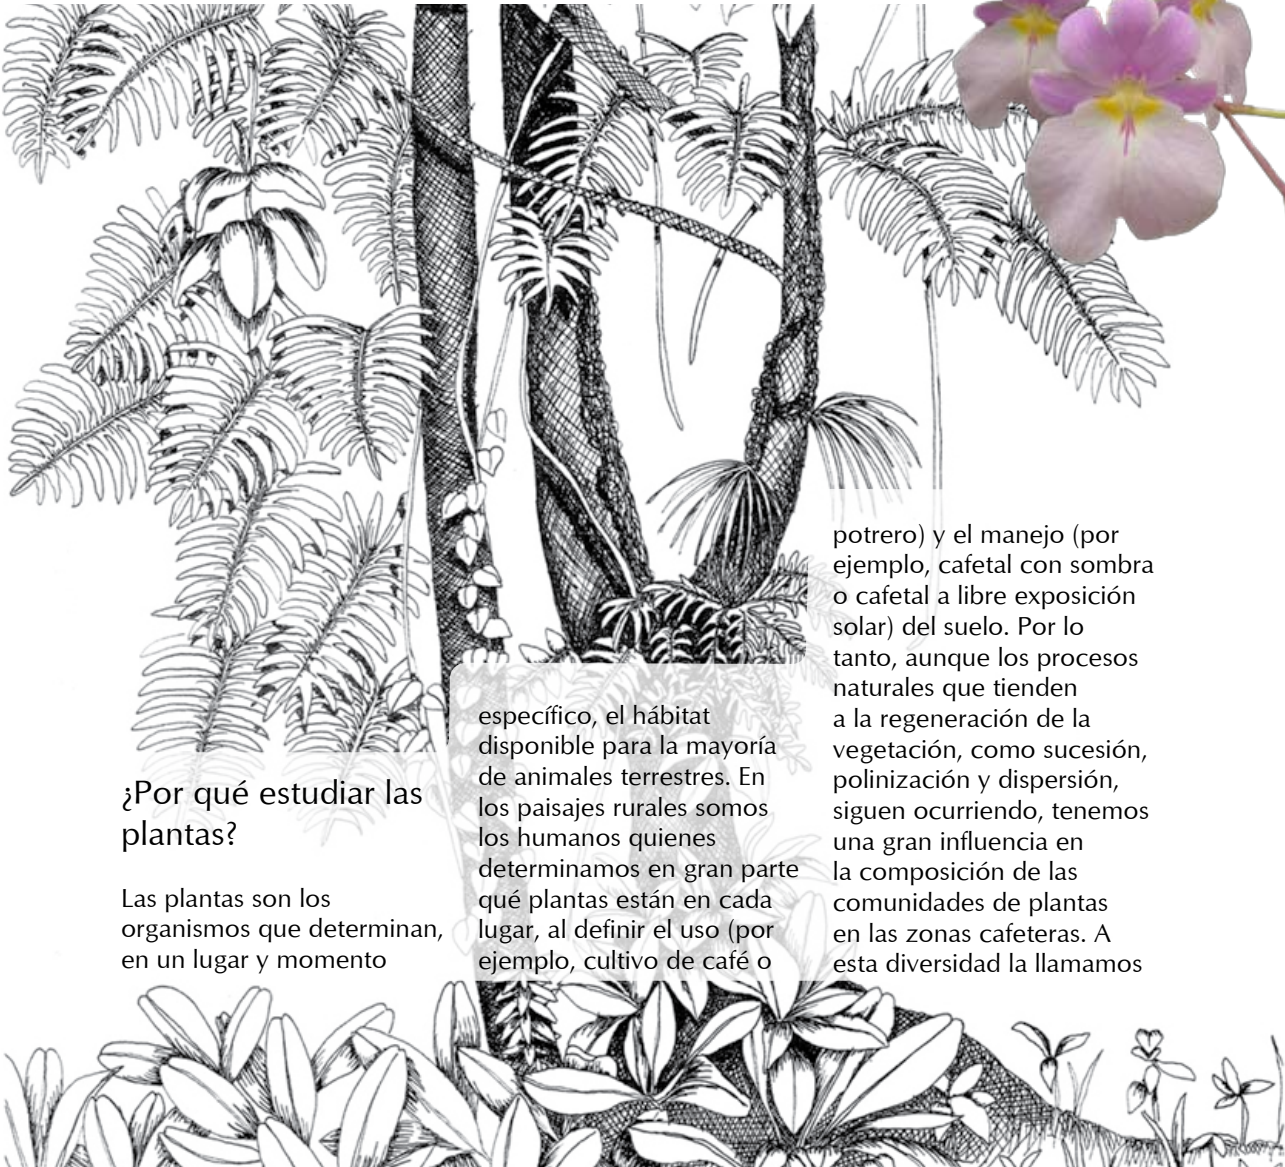 ¿Por qué estudiar las
plantas?
Las plantas son los
organismos que determinan,
en un lugar y momento
específico, el hábitat
disponible para la mayoría
de animales terrestres. En
los paisajes rurales somos
los humanos quienes
determinamos en gran parte
qué plantas están en cada
lugar, al definir el uso (por
ejemplo, cultivo de café o
potrero) y el manejo (por
ejemplo, cafetal con sombra
o cafetal a libre exposición
solar) del suelo. Por lo
tanto, aunque los procesos
naturales que tienden
a la regeneración de la
vegetación, como sucesión,
polinización y dispersión,
siguen ocurriendo, tenemos
una gran influencia en
la composición de las
comunidades de plantas
en las zonas cafeteras. A
esta diversidad la llamamos